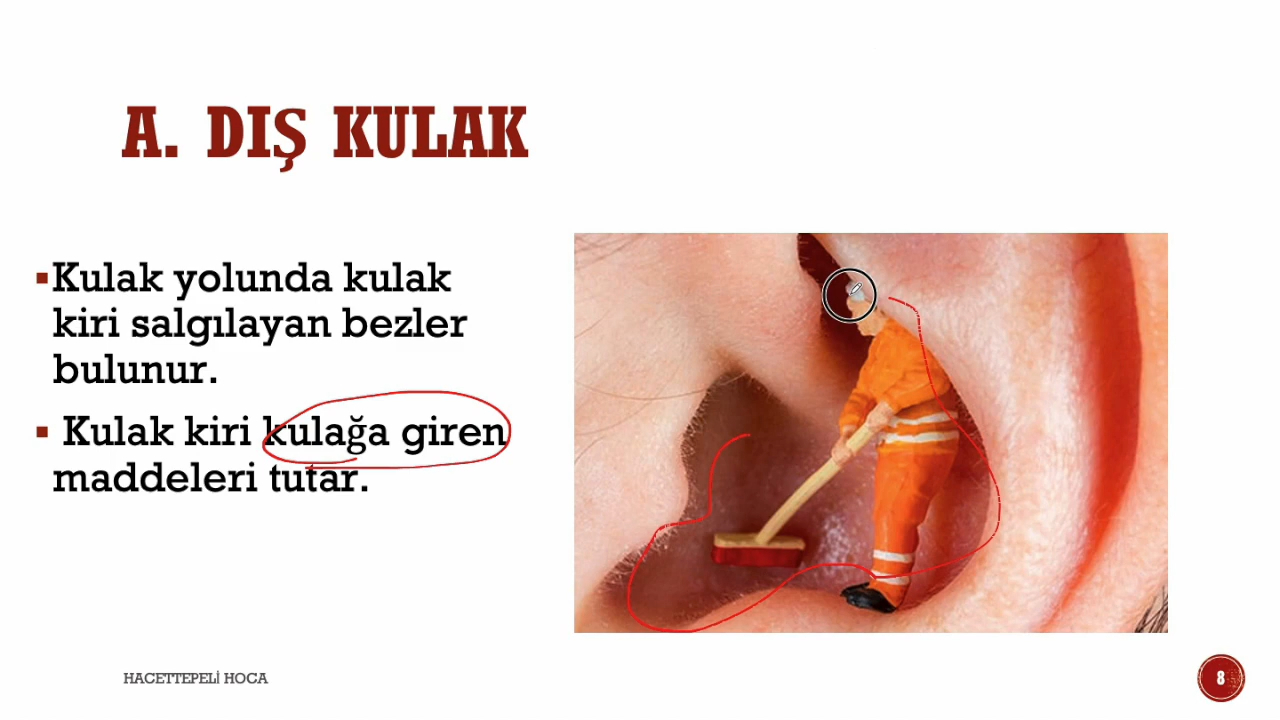 A. DIŞ KULAK
▪Kulak yolunda kulak
kiri salgılayan bezler
bulunur.
▪ Kulak kiri kulağa giren
maddeleri tutar.
HACETTEPELİ HOCA
8